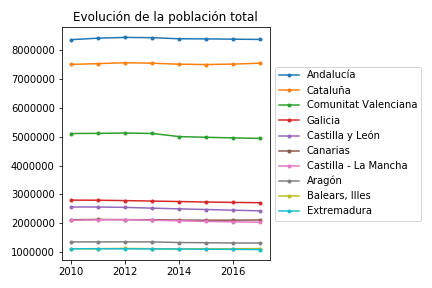 Evolución de la población total
8000000
7000000
6000000
5000000
4000000
3000000
2000000
1000000
2010
2012
2014
2016
Andalucía
Cataluña
Comunitat Valenciana
Galicia
Castilla y León
Canarias
Castilla - La Mancha
Aragón
Balears, Illes
Extremadura